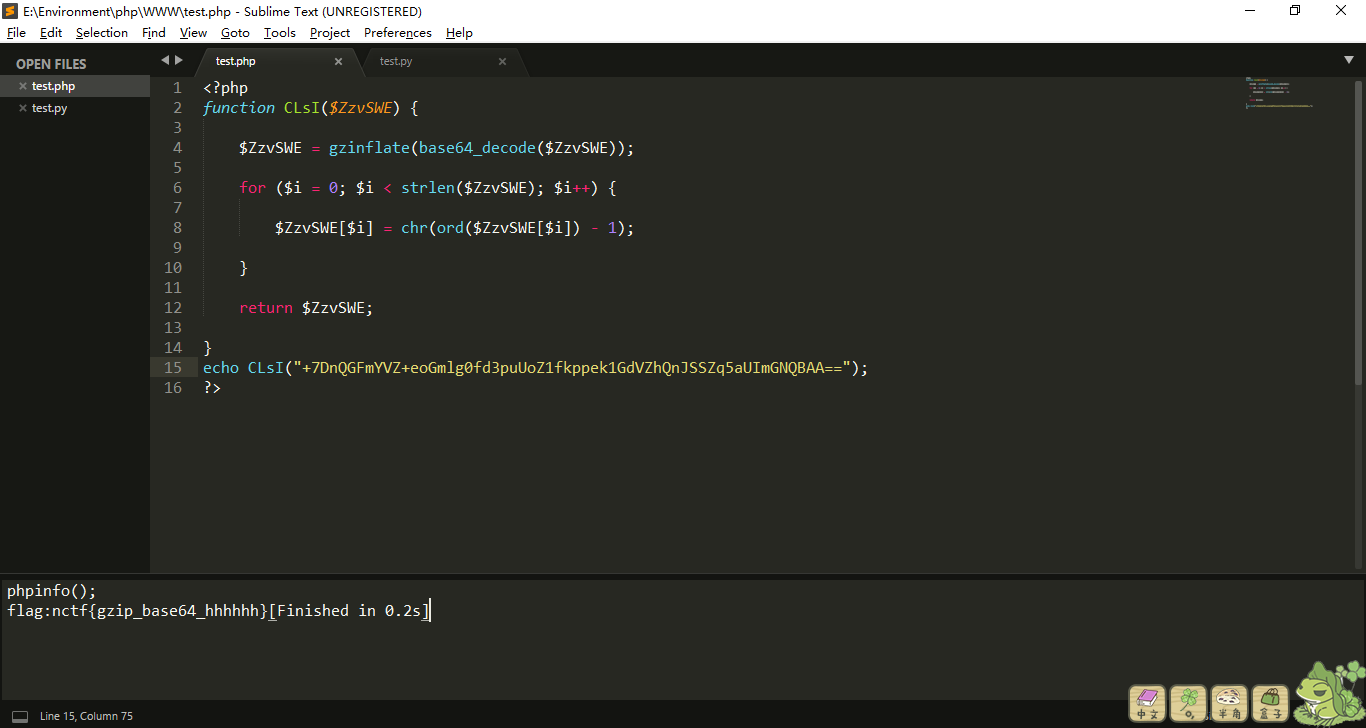 E:\Environment\php\WWW\test.php - Sublime Text (UNREGISTERED)
File Edit Selection Find View Goto Tools Project Preferences Help
OPEN FILES
test.php
test.py
test.php
test.py
1 <?php
2 function CLsI($ZzvSWE) {
3
4 $ZzvSWE = gzinflate(base64_decode($ZzvSWE));
5
6 for ($i = 0; $i < strlen($ZzvSWE); $i++) {
7
8 $ZzvSWE[$i] = chr(ord($ZzvSWE[$i]) - 1);
9
10 }
11
12 return $ZzvSWE;
13
14 }
15 echo CLsI("+7DnQGFmYVZ+eoGmlg0fd3puUoZ1fkppek1GdVZhQnJSSZq5aUImGNQBAA==");
16 ?>
phpinfo();
flag:nctf{gzip_base64_hhhhhh}[Finished in 0.2s]
中文
半角
盒子
Line 15, Column 75